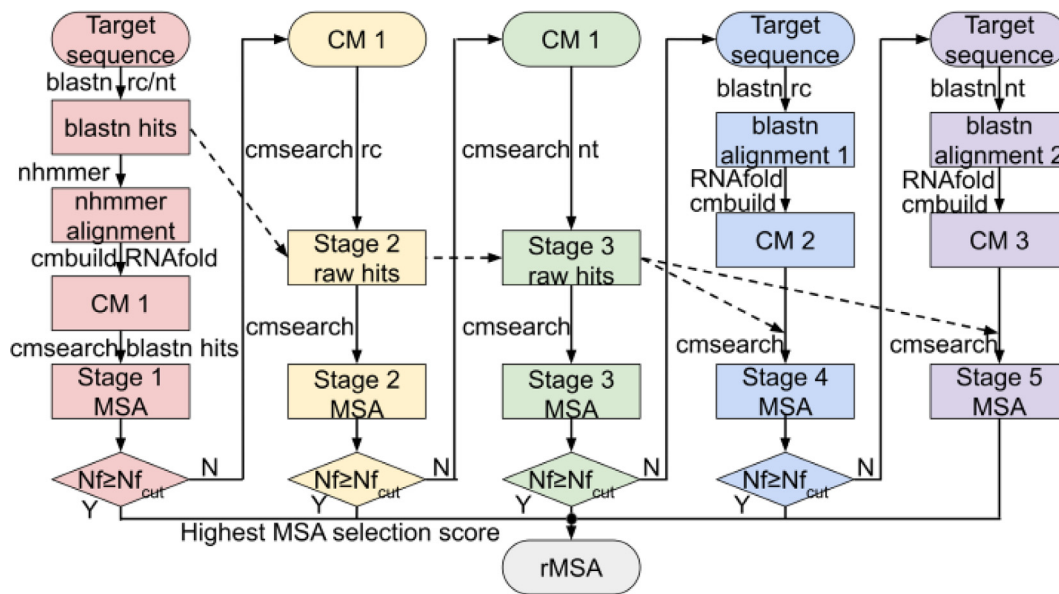 Target
sequence
blastn rc/nt
blastn hits
nhmmer
nhmmer
alignment
cmbuild RNAfold
CM 1
cmsearch blastn hits
Stage 1
MSA
Nf≥Nfcut
N
Y
CM 1
cmsearch rc
Stage 2
raw hits
cmsearch
Stage 2
MSA
Nf≥Nfcut
N
Y
CM 1
cmsearch nt
Stage 3
raw hits
cmsearch
Stage 3
MSA
Nf≥Nfcut
N
Y
Target
sequence
blastn rc
blastn
alignment 1
RNAfold
cmbuild
CM 2
cmsearch
Stage 4
MSA
Nf≥Nfcut
N
Y
Target
sequence
blastn nt
blastn
alignment 2
RNAfold
cmbuild
CM 3
cmsearch
Stage 5
MSA
Highest MSA selection score
rMSA